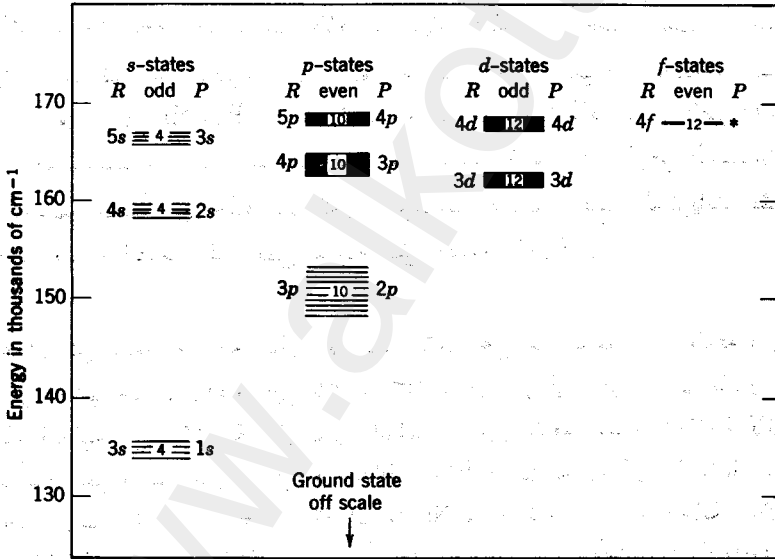 s-states p-states d-states f-states
R odd P R even P R odd P R even P
170
5p 10 4p
4d 12 4d
4f 12 *
5s 4 3s
4p 10 3p
3d 12 3d
160
4s 4 2s
150
3p 10 2p
140
3s 4 1s
130
Ground state
off scale
Energy in thousands of cm⁻¹